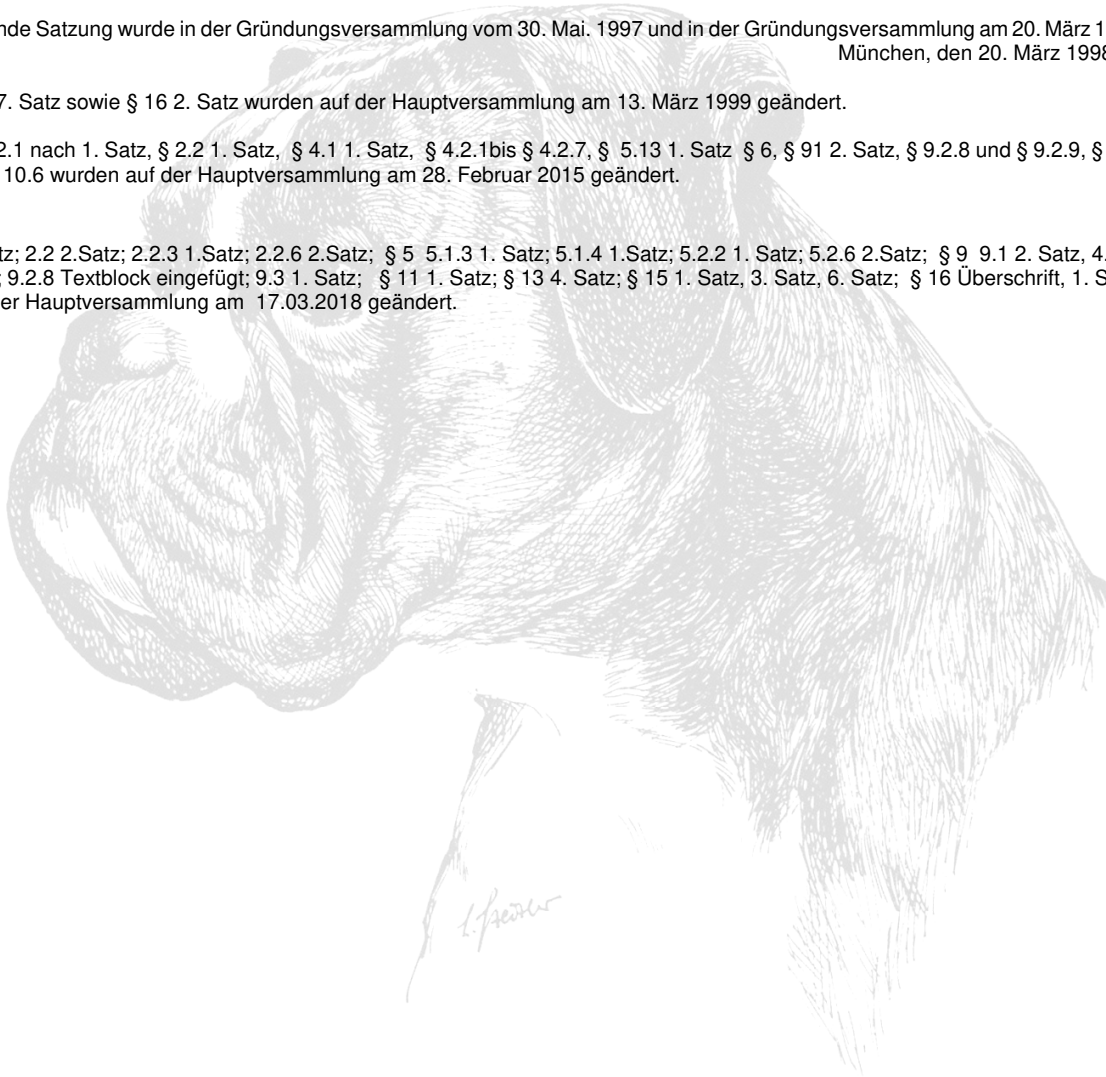 nde Satzung wurde in der Gründungsversammlung vom 30. Mai. 1997 und in der Gründungsversammlung am 20. März 1
München, den 20. März 1998
7. Satz sowie § 16 2. Satz wurden auf der Hauptversammlung am 13. März 1999 geändert.
2.1 nach 1. Satz, § 2.2 1. Satz, § 4.1 1. Satz, § 4.2.1bis § 4.2.7, § 5.13 1. Satz § 6, § 91 2. Satz, § 9.2.8 und § 9.2.9, §
10.6 wurden auf der Hauptversammlung am 28. Februar 2015 geändert.
tz; 2.2 2.Satz; 2.2.3 1.Satz; 2.2.6 2.Satz; § 5 5.1.3 1. Satz; 5.1.4 1.Satz; 5.2.2 1. Satz; 5.2.6 2.Satz; § 9 9.1 2. Satz, 4.
; 9.2.8 Textblock eingefügt; 9.3 1. Satz; § 11 1. Satz; § 13 4. Satz; § 15 1. Satz, 3. Satz, 6. Satz; § 16 Überschrift, 1. S
er Hauptversammlung am 17.03.2018 geändert.